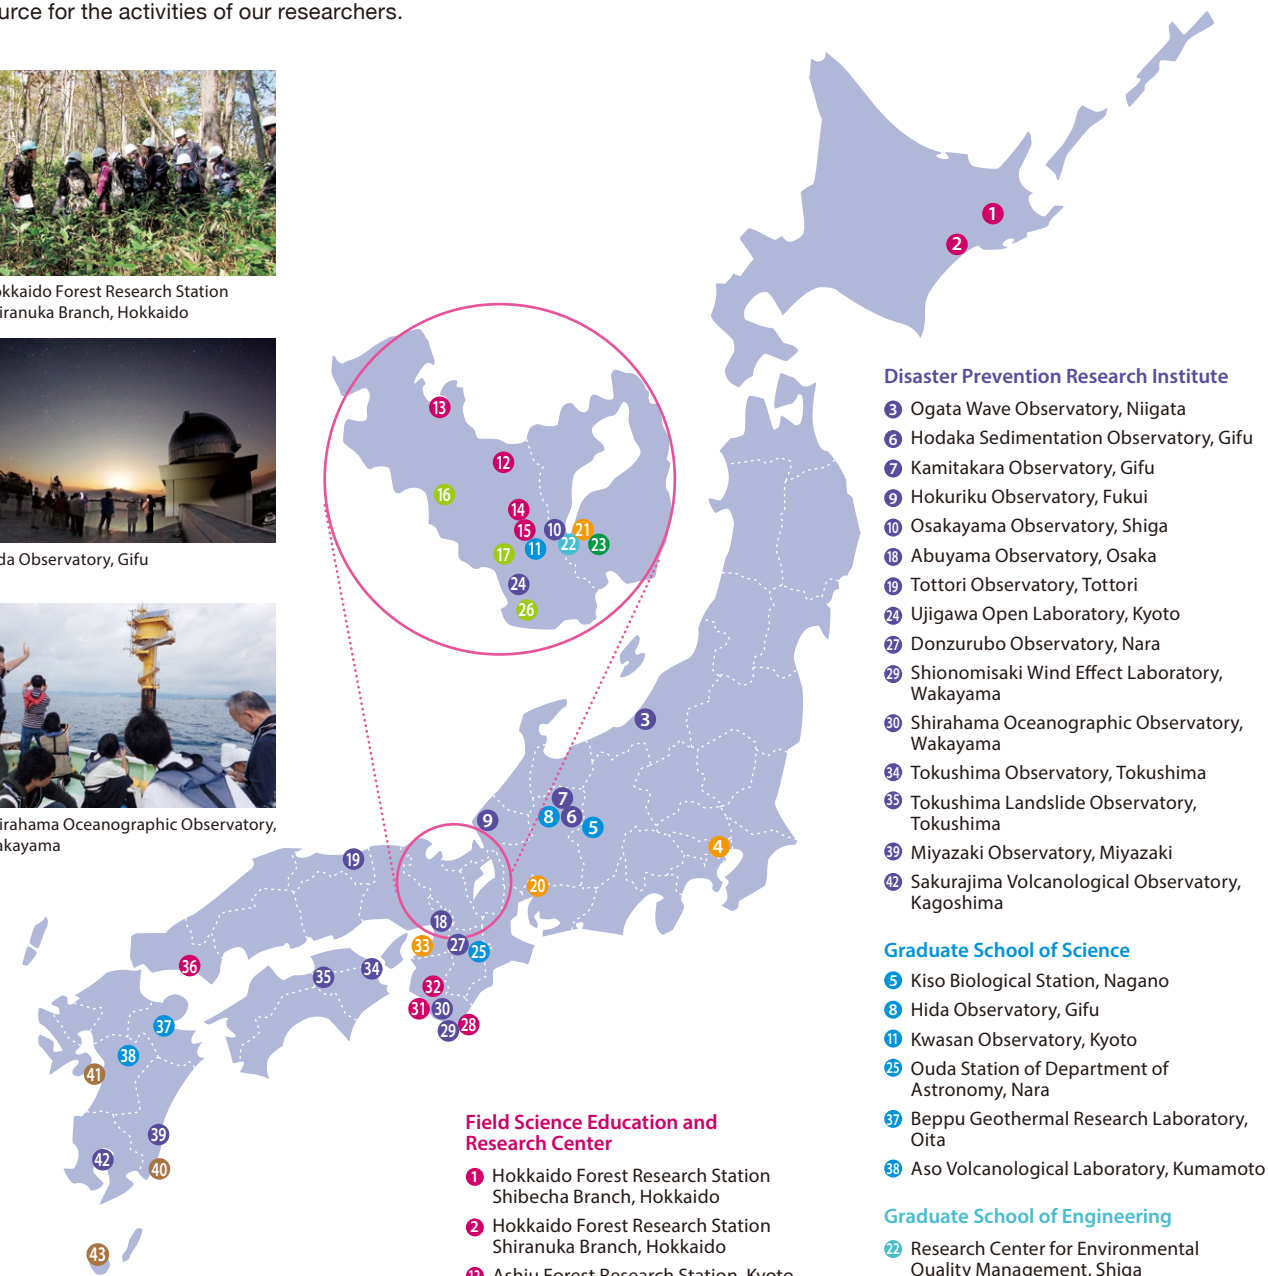 urce for the activities of our researchers.
okkaido Forest Research Station
iranuka Branch, Hokkaido
da Observatory, Gifu
irahama Oceanographic Observatory,
akayama
1
2
13
12
16
14
15
10
21
11
22
23
17
24
26
3
7
8
6
5
9
4
19
20
18
33
27
25
36
35
34
32
31
30
29
28
37
38
41
39
42
40
43
Disaster Prevention Research Institute
3 Ogata Wave Observatory, Niigata
6 Hodaka Sedimentation Observatory, Gifu
7 Kamitakara Observatory, Gifu
9 Hokuriku Observatory, Fukui
10 Osakayama Observatory, Shiga
18 Abuyama Observatory, Osaka
19 Tottori Observatory, Tottori
24 Ujigawa Open Laboratory, Kyoto
27 Donzurubo Observatory, Nara
29 Shionomisaki Wind Effect Laboratory,
Wakayama
30 Shirahama Oceanographic Observatory,
Wakayama
34 Tokushima Observatory, Tokushima
35 Tokushima Landslide Observatory,
Tokushima
39 Miyazaki Observatory, Miyazaki
42 Sakurajima Volcanological Observatory,
Kagoshima
Graduate School of Science
5 Kiso Biological Station, Nagano
8 Hida Observatory, Gifu
11 Kwasan Observatory, Kyoto
25 Ouda Station of Department of
Astronomy, Nara
37 Beppu Geothermal Research Laboratory,
Oita
38 Aso Volcanological Laboratory, Kumamoto
Graduate School of Engineering
22 Research Center for Environmental
Quality Management, Shiga
Field Science Education and
Research Center
1 Hokkaido Forest Research Station
Shibecha Branch, Hokkaido
2 Hokkaido Forest Research Station
Shiranuka Branch, Hokkaido
12 Ashiu Forest Research Station, Kyoto